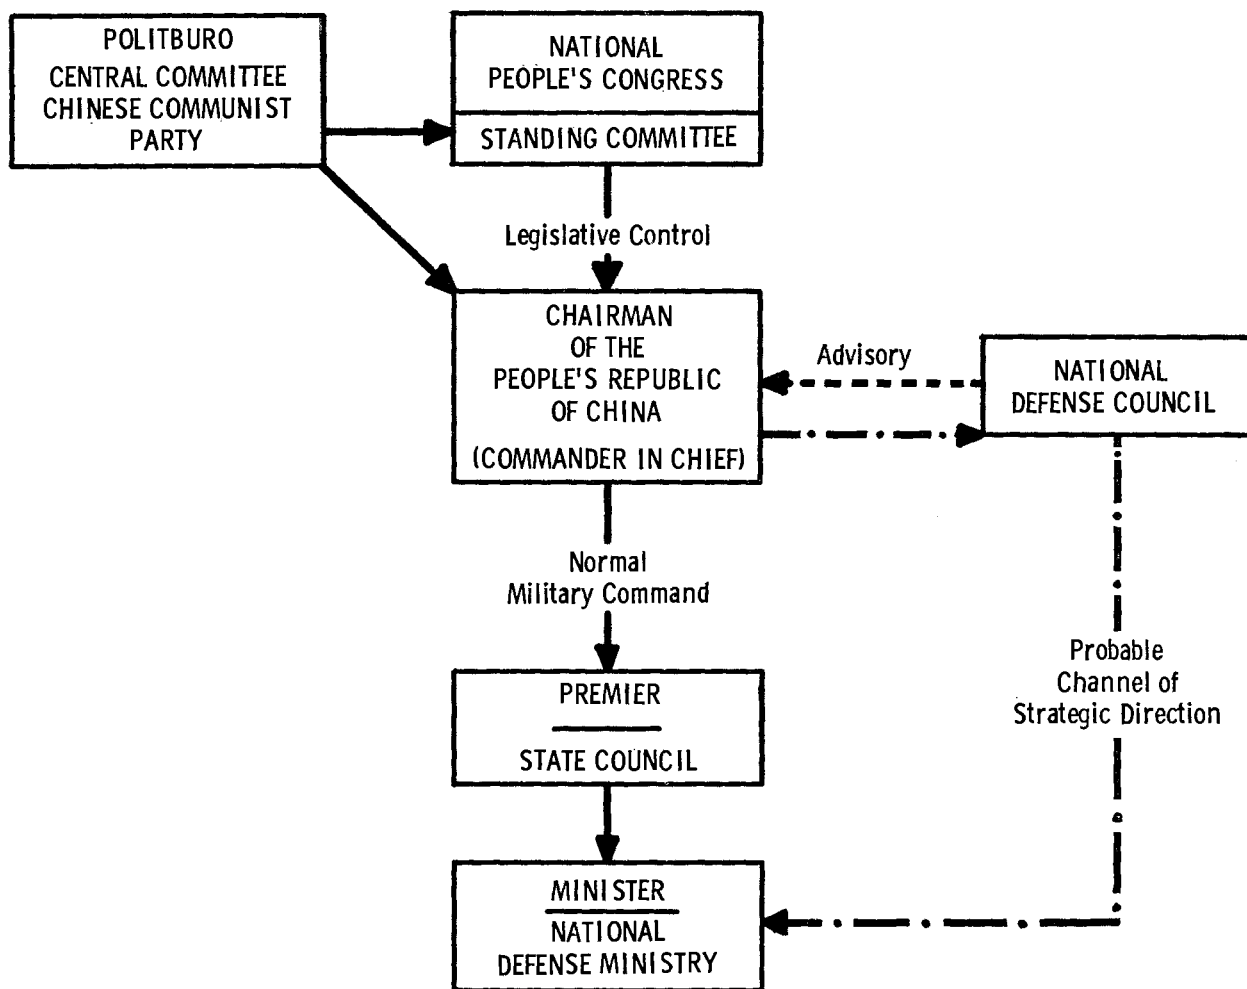 POLITBURO
CENTRAL COMMITTEE
CHINESE COMMUNIST
PARTY
NATIONAL
PEOPLE'S CONGRESS
STANDING COMMITTEE
Legislative Control
CHAIRMAN
OF THE
PEOPLE'S REPUBLIC
OF CHINA
(COMMANDER IN CHIEF)
Advisory
NATIONAL
DEFENSE COUNCIL
Normal
Military Command
Probable
Channel of
Strategic Direction
PREMIER
STATE COUNCIL
MINISTER
NATIONAL
DEFENSE MINISTRY